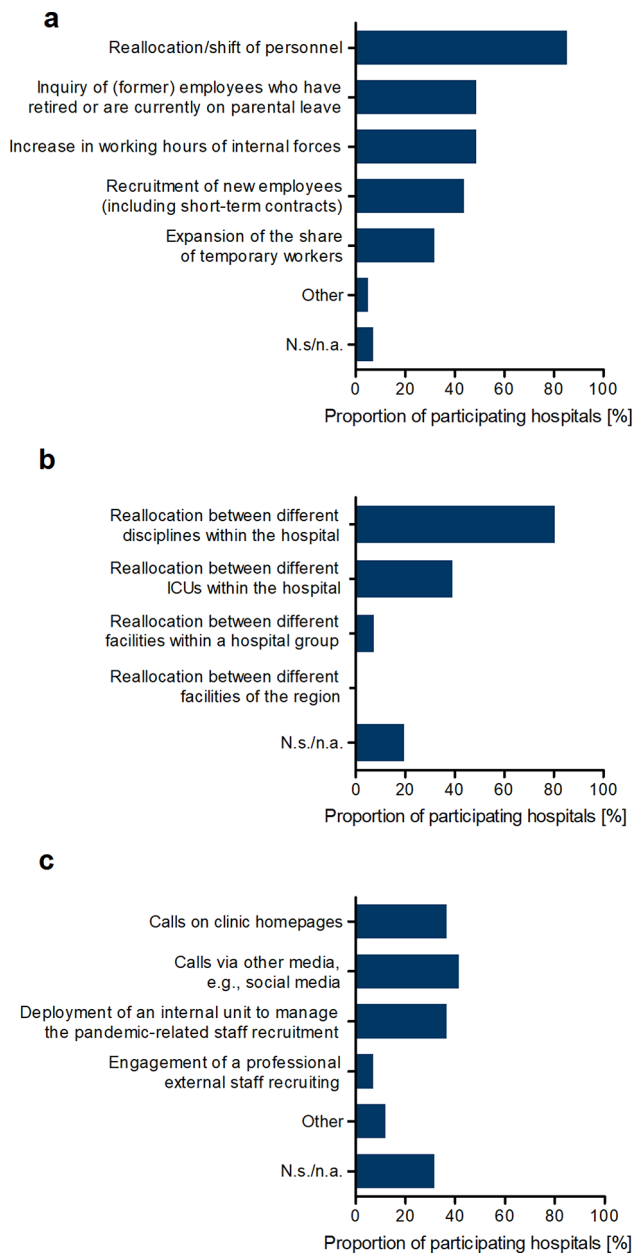 a
Reallocation/shift of personnel
Inquiry of (former) employees who have
retired or are currently on parental leave
Increase in working hours of internal forces
Recruitment of new employees
(including short-term contracts)
Expansion of the share
of temporary workers
Other
N.s/n.a.
0 20 40 60 80 100
Proportion of participating hospitals [%]
b
Reallocation between different
disciplines within the hospital
Reallocation between different
ICUs within the hospital
Reallocation between different
facilities within a hospital group
Reallocation between different
facilities of the region
N.s./n.a.
0 20 40 60 80 100
Proportion of participating hospitals [%]
c
Calls on clinic homepages
Calls via other media,
e.g., social media
Deployment of an internal unit to manage
the pandemic-related staff recruitment
Engagement of a professional
external staff recruiting
Other
N.s./n.a.
0 20 40 60 80 100
Proportion of participating hospitals [%]